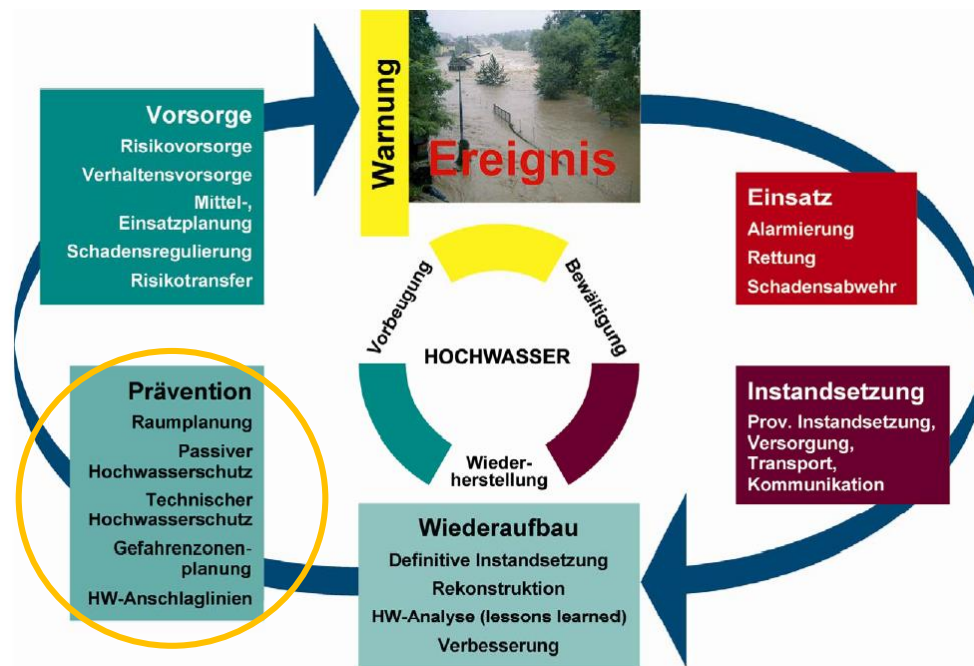 Warnung
Ereignis
Vorsorge
Risikovorsorge
Verhaltensvorsorge
Mittel-,
Einsatzplanung
Schadensregulierung
Risikotransfer
Einsatz
Alarmierung
Rettung
Schadensabwehr
Vorbeugung
Bewältigung
HOCHWASSER
Wieder-
herstellung
Prävention
Raumplanung
Passiver
Hochwasserschutz
Technischer
Hochwasserschutz
Gefahrenzonen-
planung
HW-Anschlaglinien
Instandsetzung
Prov. Instandsetzung,
Versorgung,
Transport,
Kommunikation
Wiederaufbau
Definitive Instandsetzung
Rekonstruktion
HW-Analyse (lessons learned)
Verbesserung